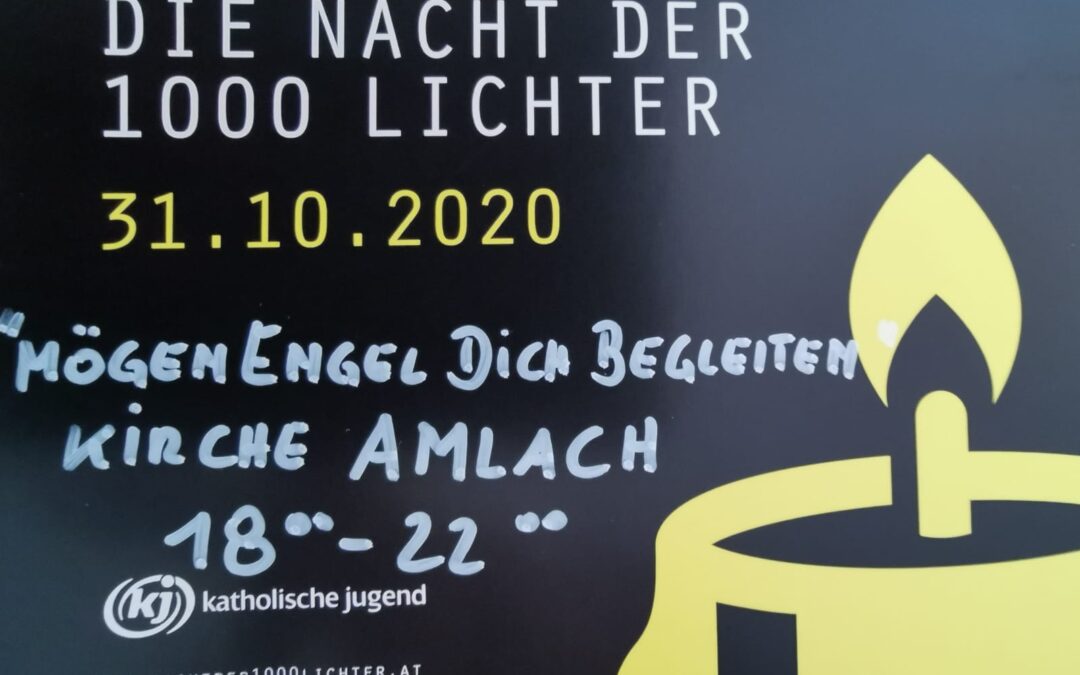 DIE NACHT DER
1000 LICHTER
31.10.2020
"MÖGEN ENGEL DICH BEGLEITEN
KIRCHE AMLACH
18°° - 22°°
kj katholische jugend